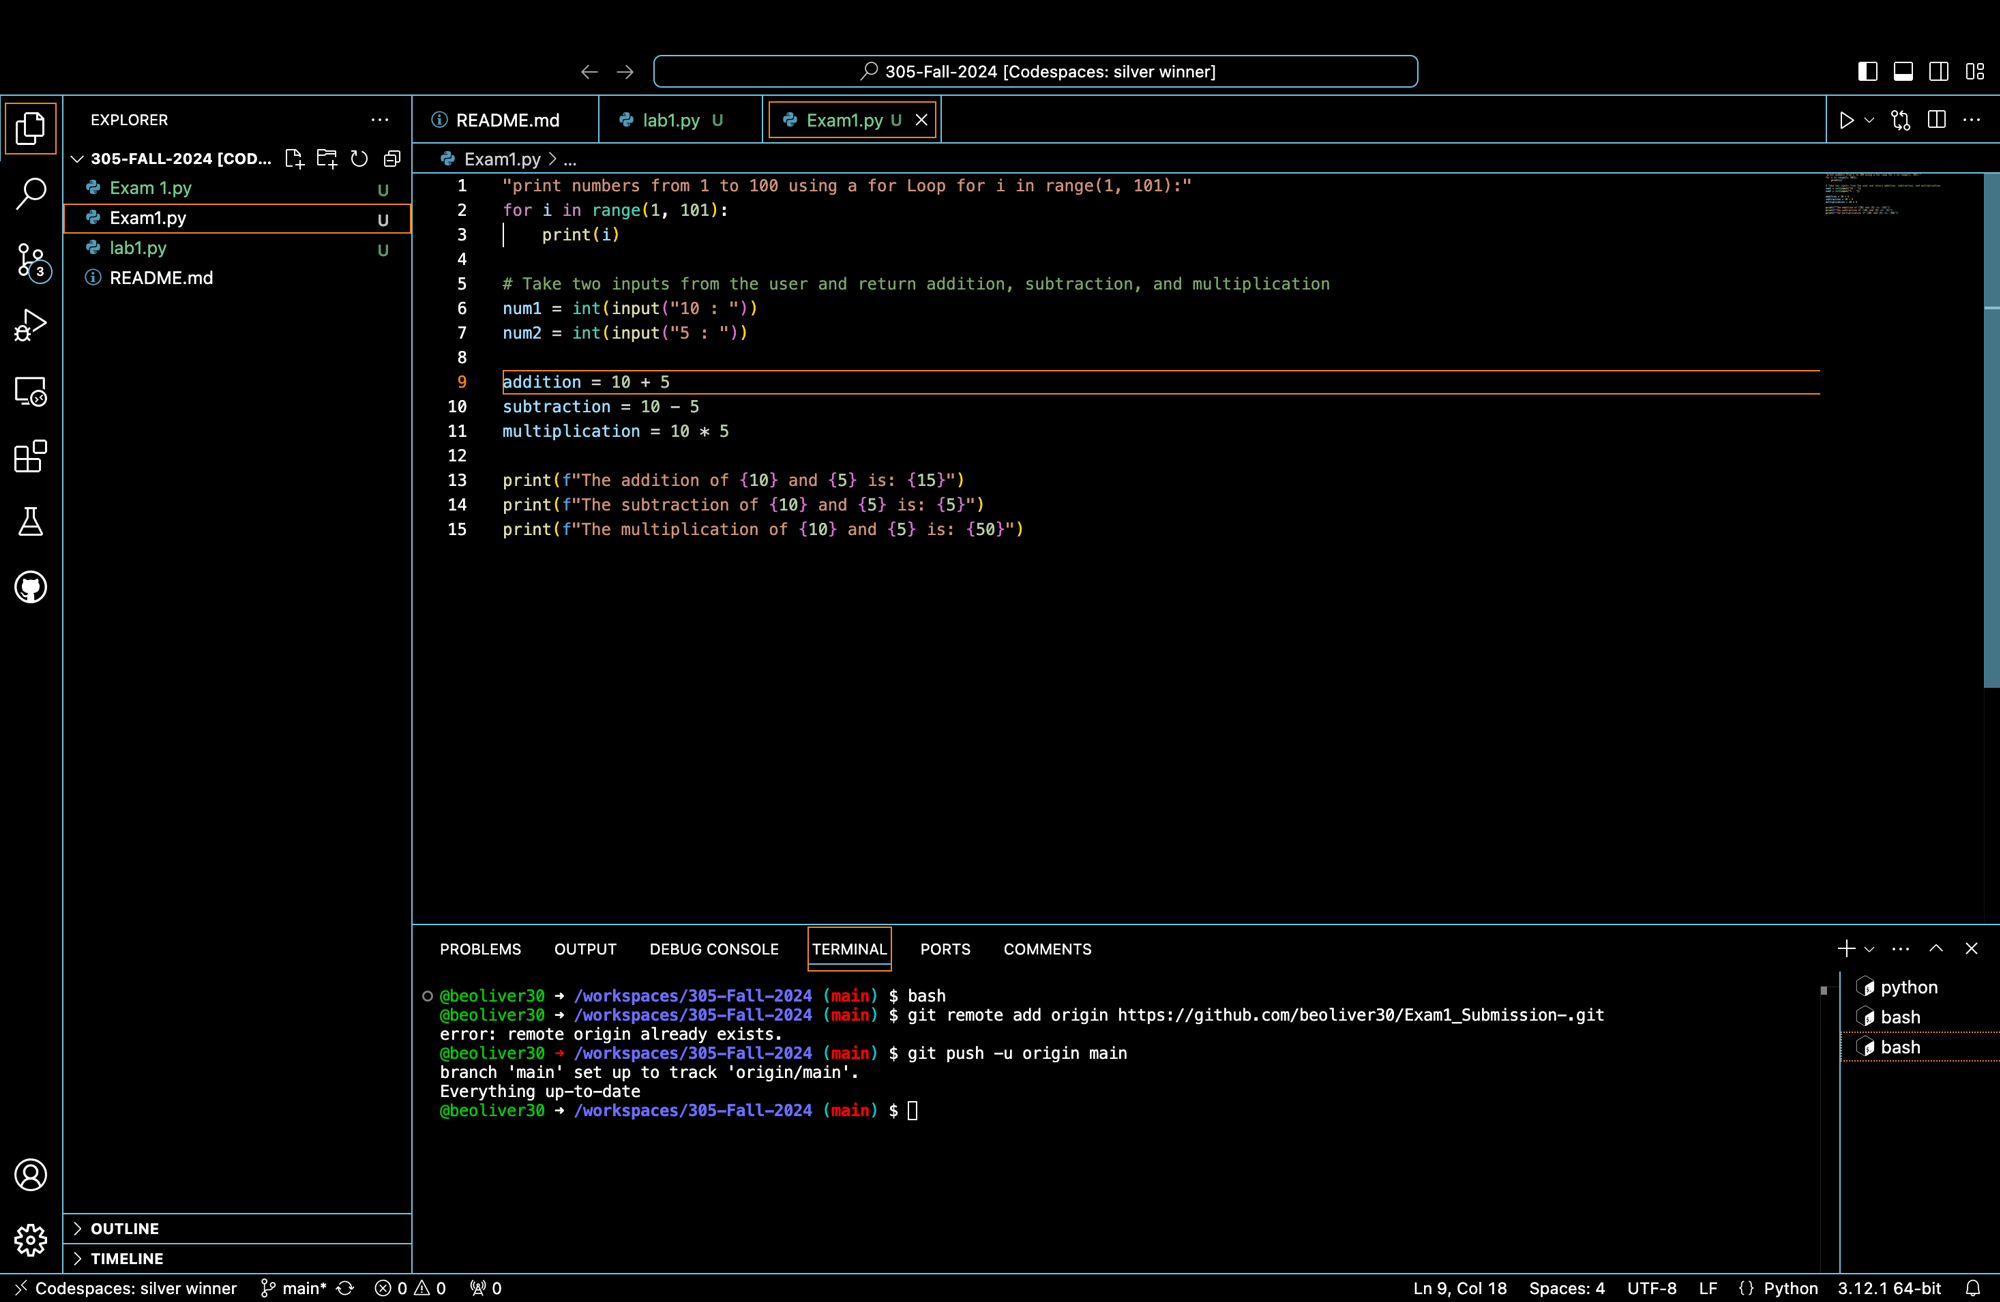 305-Fall-2024 [Codespaces: silver winner]
EXPLORER
305-FALL-2024 [COD...
Exam 1.py U
Exam1.py U
lab1.py U
README.md
3
OUTLINE
TIMELINE
README.md
lab1.py U
Exam1.py U
Exam1.py > ...
1 "print numbers from 1 to 100 using a for Loop for i in range(1, 101):"
2 for i in range(1, 101):
3     print(i)
4
5 # Take two inputs from the user and return addition, subtraction, and multiplication
6 num1 = int(input("10 : "))
7 num2 = int(input("5 : "))
8
9 addition = 10 + 5
10 subtraction = 10 - 5
11 multiplication = 10 * 5
12
13 print(f"The addition of {10} and {5} is: {15}")
14 print(f"The subtraction of {10} and {5} is: {5}")
15 print(f"The multiplication of {10} and {5} is: {50}")
PROBLEMS OUTPUT DEBUG CONSOLE TERMINAL PORTS COMMENTS
@beoliver30 → /workspaces/305-Fall-2024 (main) $ bash
@beoliver30 → /workspaces/305-Fall-2024 (main) $ git remote add origin https://github.com/beoliver30/Exam1_Submission-.git
error: remote origin already exists.
@beoliver30 → /workspaces/305-Fall-2024 (main) $ git push -u origin main
branch 'main' set up to track 'origin/main'.
Everything up-to-date
@beoliver30 → /workspaces/305-Fall-2024 (main) $
python
bash
bash
Codespaces: silver winner main* 0 0 0
Ln 9, Col 18 Spaces: 4 UTF-8 LF {} Python 3.12.1 64-bit